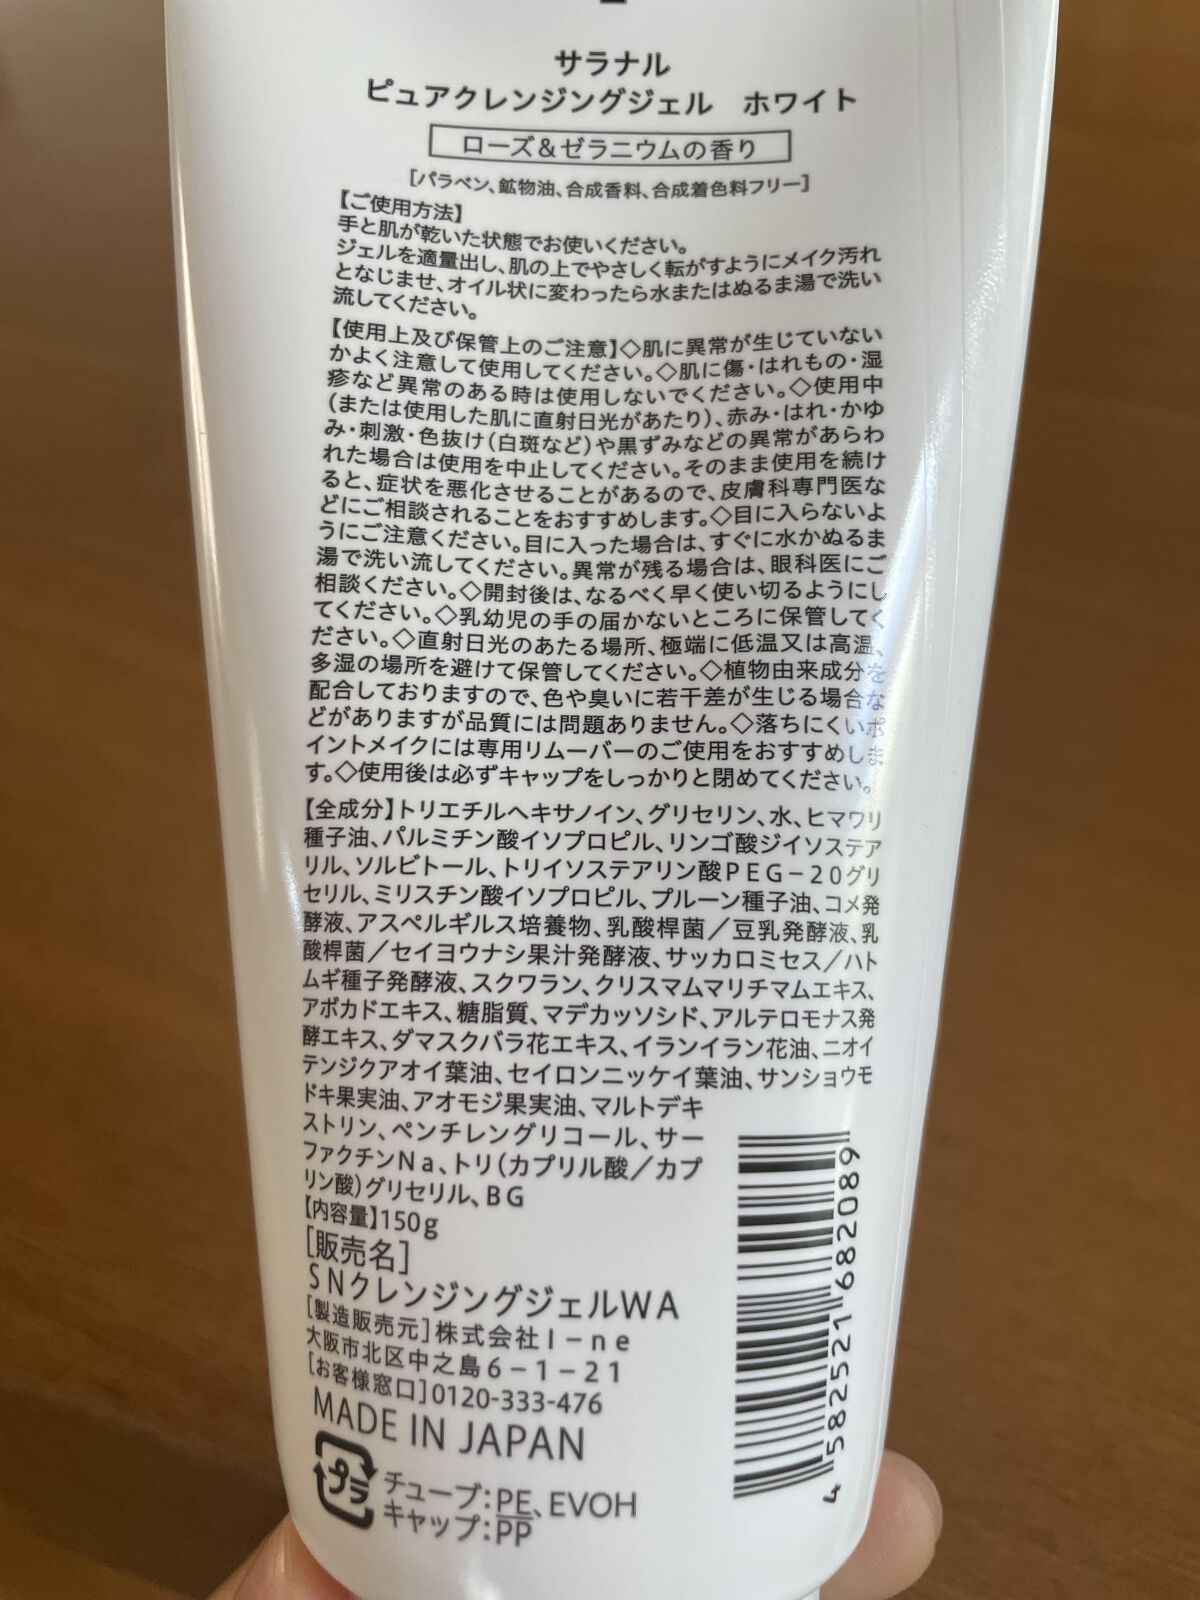 サラナル
ピュアクレンジングジェル ホワイト
ローズ&ゼラニウムの香り
[パラベン、鉱物油、合成香料、合成着色料フリー]
【ご使用方法】
手と肌が乾いた状態でお使いください。
ジェルを適量出し、肌の上でやさしく転がすようにメイク汚れ
となじませ、オイル状に変わったら水またはぬるま湯で洗い
流してください。
【使用上及び保管上のご注意】◇肌に異常が生じていない
かよく注意して使用してください。◇肌に傷・はれもの・湿
疹など異常のある時は使用しないでください。◇使用中
(または使用した肌に直射日光があたり)、赤み・はれ・かゆ
み・刺激・色抜け(白斑など)や黒ずみなどの異常があらわ
れた場合は使用を中止してください。そのまま使用を続け
ると、症状を悪化させることがあるので、皮膚科専門医な
どにご相談されることをおすすめします。◇目に入らないよ
うにご注意ください。目に入った場合は、すぐに水かぬるま
湯で洗い流してください。異常が残る場合は、眼科医にご
相談ください。◇開封後は、なるべく早く使い切るようにし
てください。◇乳幼児の手の届かないところに保管してく
ださい。◇直射日光のあたる場所、極端に低温又は高温、
多湿の場所を避けて保管してください。◇植物由来成分を
配合しておりますので、色や臭いに若干差が生じる場合な
どがありますが品質には問題ありません。◇落ちにくいポ
イントメイクには専用リムーバーのご使用をおすすめしま
す。◇使用後は必ずキャップをしっかりと閉めてください。
【全成分】トリエチルヘキサノイン、グリセリン、水、ヒマワリ
種子油、パルミチン酸イソプロピル、リンゴ酸ジイソステア
リル、ソルビトール、トリイソステアリン酸PEG−20グリ
セリル、ミリスチン酸イソプロピル、プルーン種子油、コメ発
酵液、アスペルギルス培養物、乳酸桿菌/豆乳発酵液、乳
酸桿菌/セイヨウナシ果汁発酵液、サッカロミセス/ハト
ムギ種子発酵液、スクワラン、クリスマムマリチマムエキス、
アボカドエキス、糖脂質、マデカッソシド、アルテロモナス発
酵エキス、ダマスクバラ花エキス、イランイラン花油、ニオイ
テンジクアオイ葉油、セイロンニッケイ葉油、サンショウモ
ドキ果実油、アオモジ果実油、マルトデキ
ストリン、ペンチレングリコール、サー
ファクチンNa、トリ(カプリル酸/カプ
リン酸)グリセリル、BG
【内容量】150g
[販売名]
SNクレンジングジェルWA
[製造販売元]株式会社I−ne
大阪市北区中之島6−1−21
[お客様窓口]0120-333-476
MADE IN JAPAN
プラ
チューブ:PE、EVOH
キャップ:PP
4 582521 682089